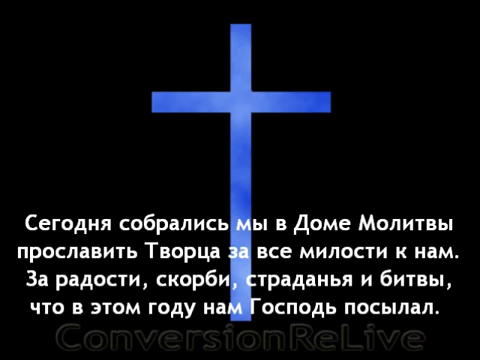 Сегодня собрались мы в Доме Молитвы
прославить Творца за все милости к нам.
За радости, скорби, страданья и битвы,
что в этом году нам Господь посылал.
ConversionReLive